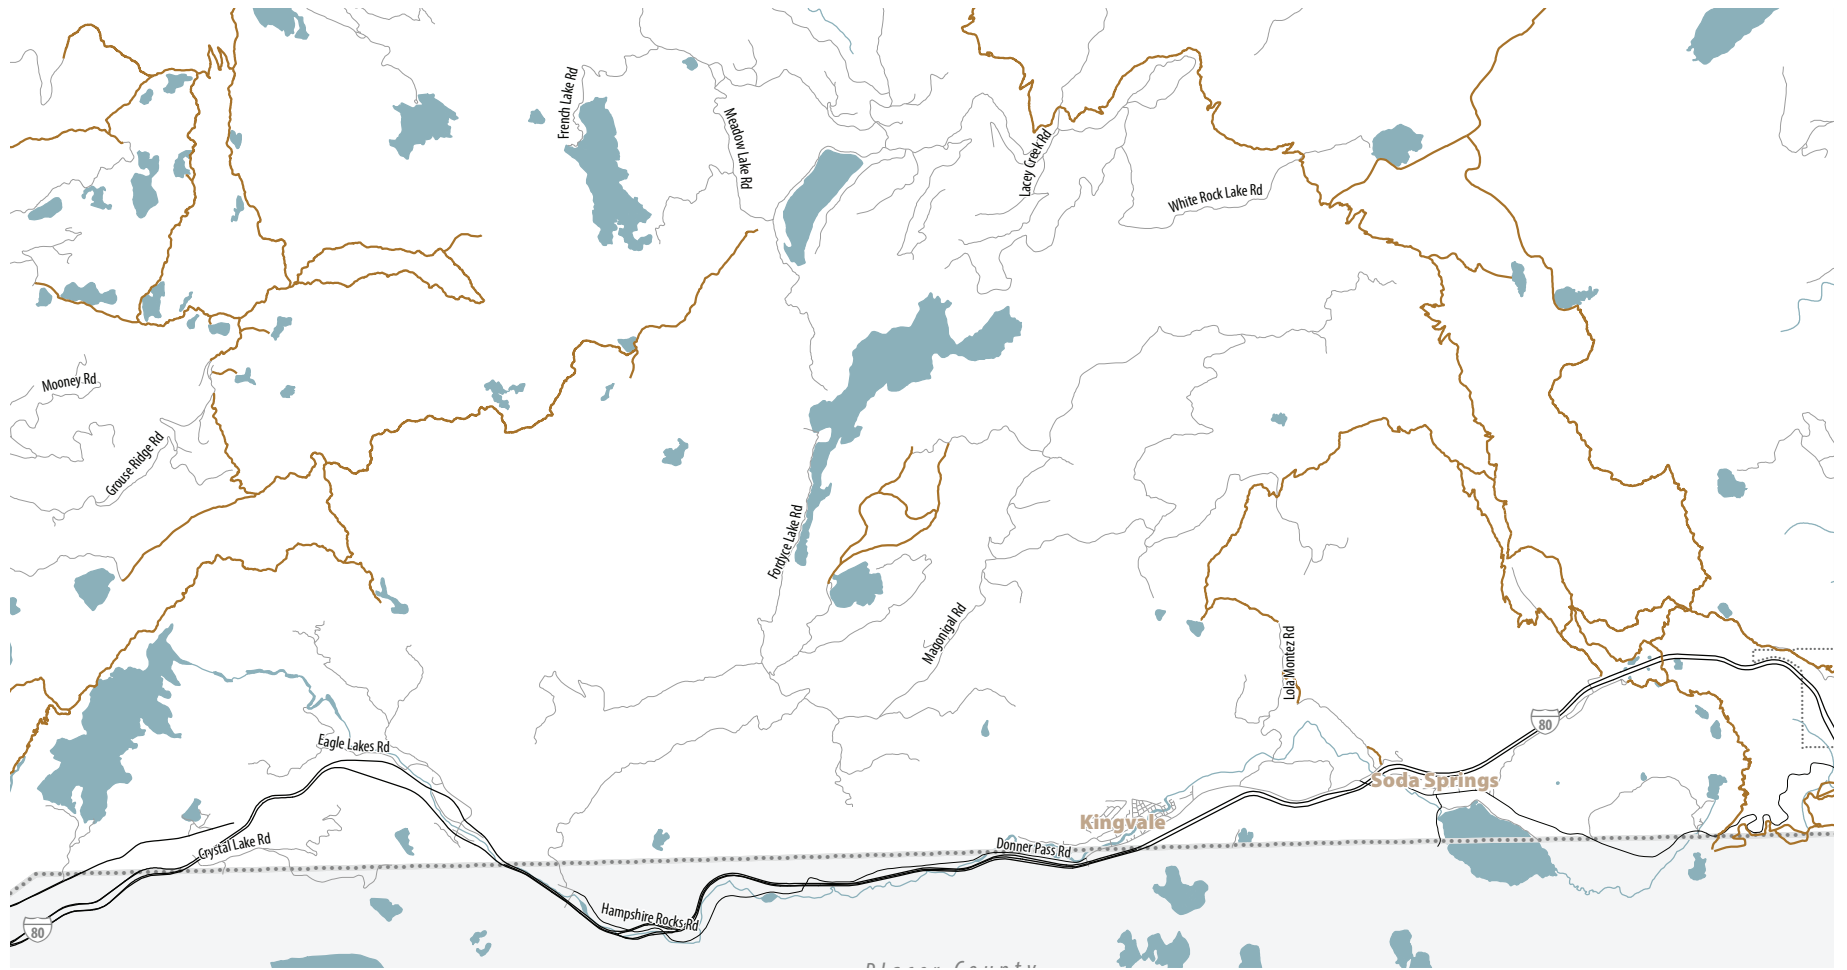 French Lake Rd
Meadow Lake Rd
Lacey Creek Rd
White Rock Lake Rd
Mooney Rd
Grouse Ridge Rd
Fordyce Lake Rd
Magonigal Rd
Lola Montez Rd
80
Eagle Lakes Rd
Soda Springs
Kingvale
Crystal Lake Rd
Donner Pass Rd
Hampshire Rocks Rd
80
Placer County